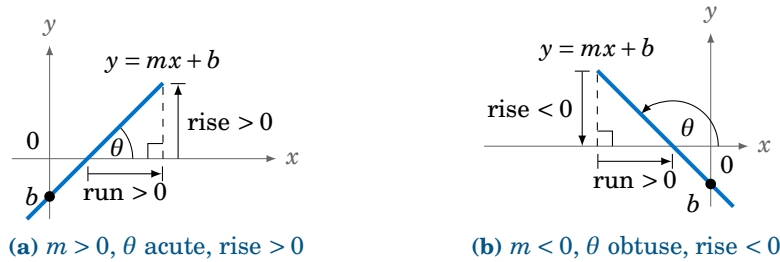 y
y = mx + b
rise > 0
0
θ
x
run > 0
b
(a) m > 0, θ acute, rise > 0
y
y = mx + b
rise < 0
θ
x
0
run > 0
b
(b) m < 0, θ obtuse, rise < 0